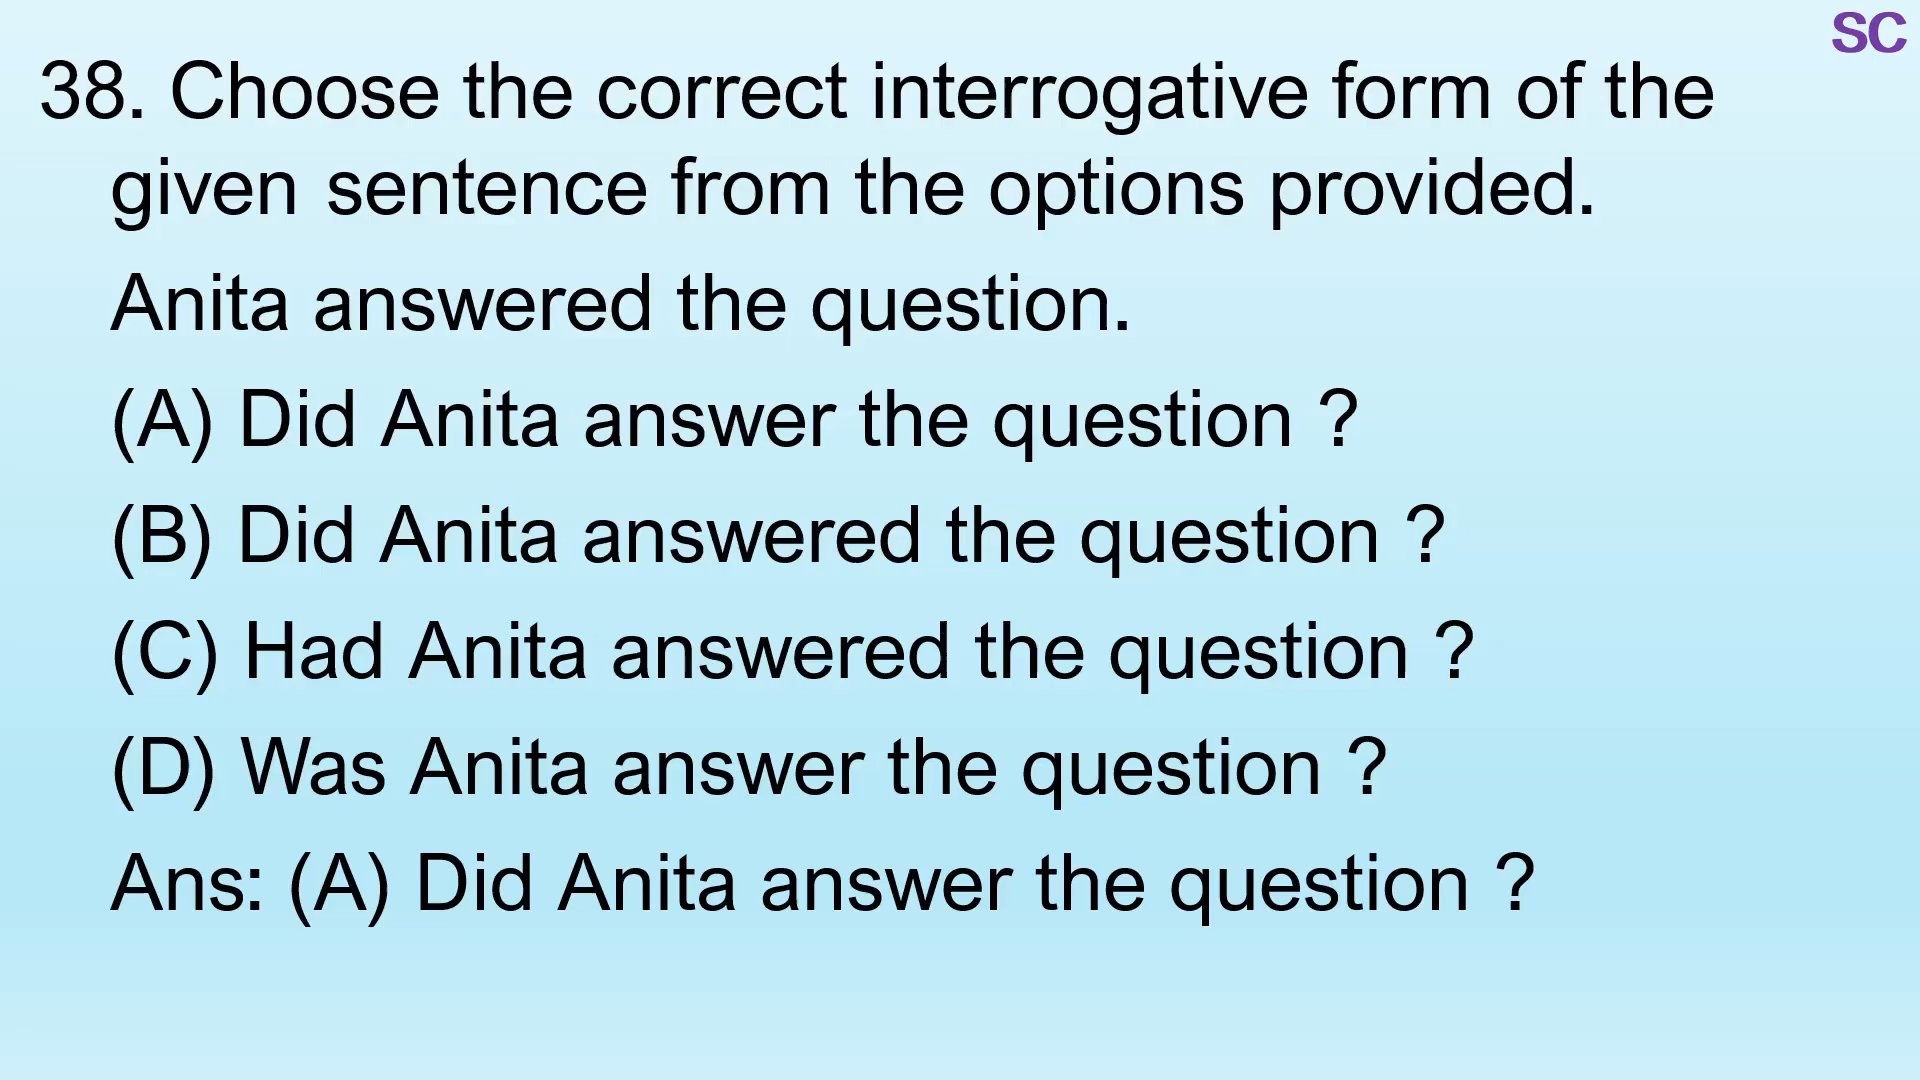 SC
38. Choose the correct interrogative form of the
given sentence from the options provided.
Anita answered the question.
(A) Did Anita answer the question ?
(B) Did Anita answered the question ?
(C) Had Anita answered the question ?
(D) Was Anita answer the question ?
Ans: (A) Did Anita answer the question ?